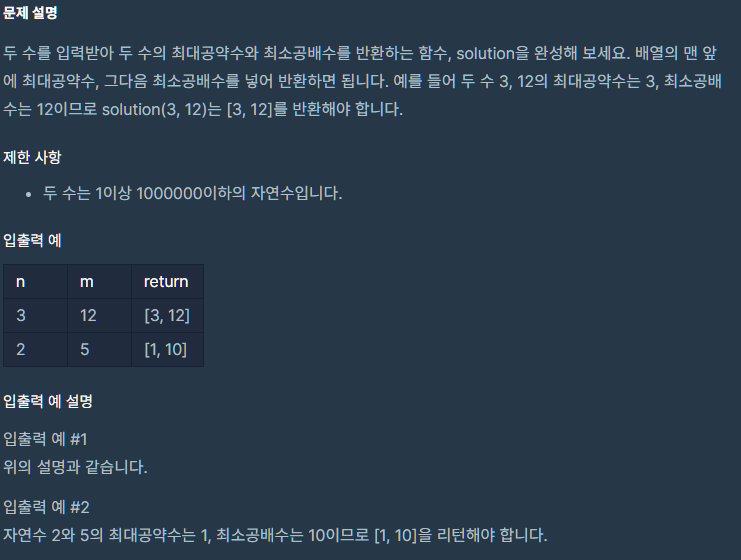 문제 설명
두 수를 입력받아 두 수의 최대공약수와 최소공배수를 반환하는 함수, solution을 완성해 보세요. 배열의 맨 앞
에 최대공약수, 그다음 최소공배수를 넣어 반환하면 됩니다. 예를 들어 두 수 3, 12의 최대공약수는 3, 최소공배
수는 12이므로 solution(3, 12)는 [3, 12]를 반환해야 합니다.
제한 사항
• 두 수는 1이상 1000000이하의 자연수입니다.
입출력 예
n m return
3 12 [3, 12]
2 5 [1, 10]
입출력 예 설명
입출력 예 #1
위의 설명과 같습니다.
입출력 예 #2
자연수 2와 5의 최대공약수는 1, 최소공배수는 10이므로 [1, 10]을 리턴해야 합니다.